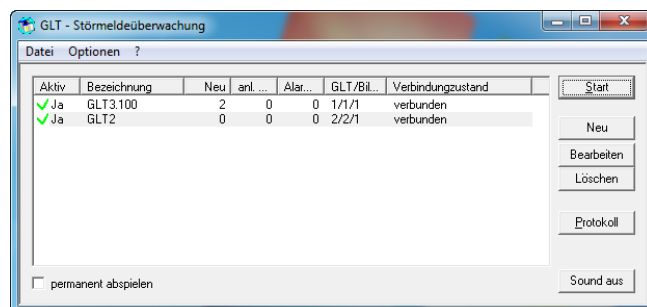 GLT - Störmeldeüberwachung
Datei Optionen ?
Aktiv Bezeichnung Neu anl. ... Alar... GLT/Bil... Verbindungzustand
Ja GLT3.100 2 0 0 1/1/1 verbunden
Ja GLT2 0 0 0 2/2/1 verbunden
Start
Neu
Bearbeiten
Löschen
Protokoll
permanent abspielen
Sound aus